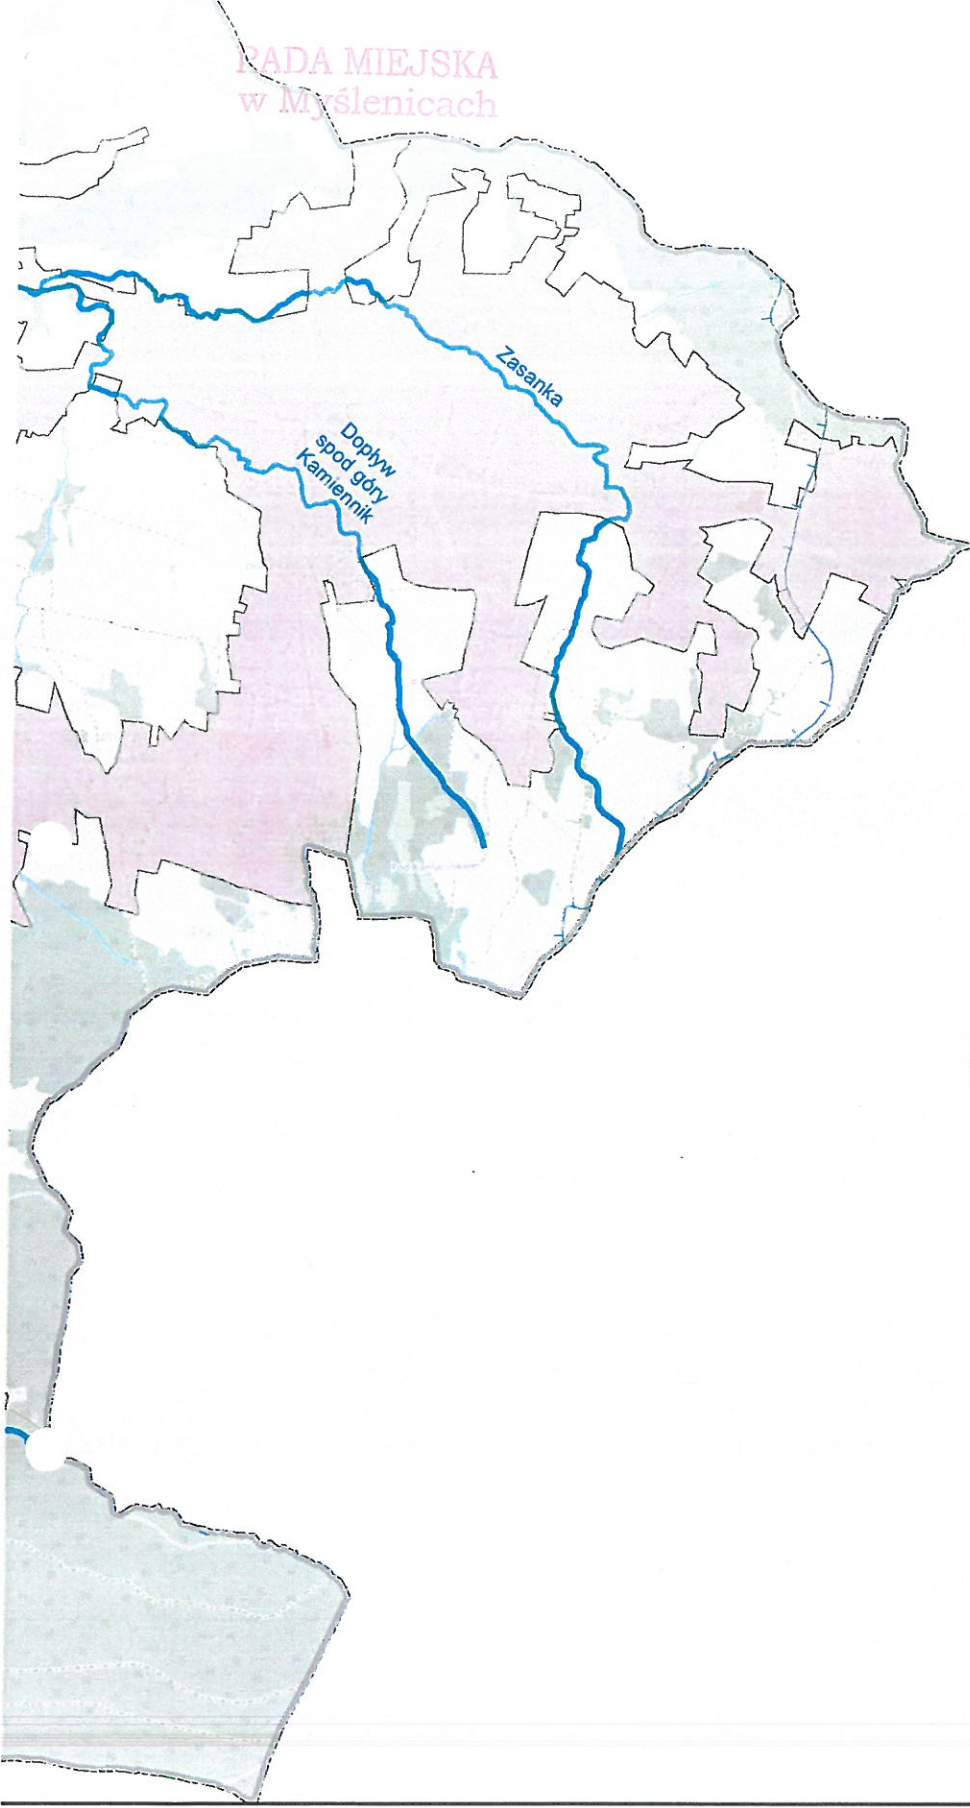 RADA MIEJSKA
w Myślenicach
Zasanka
Dopływ
spod góry
Kamiennik